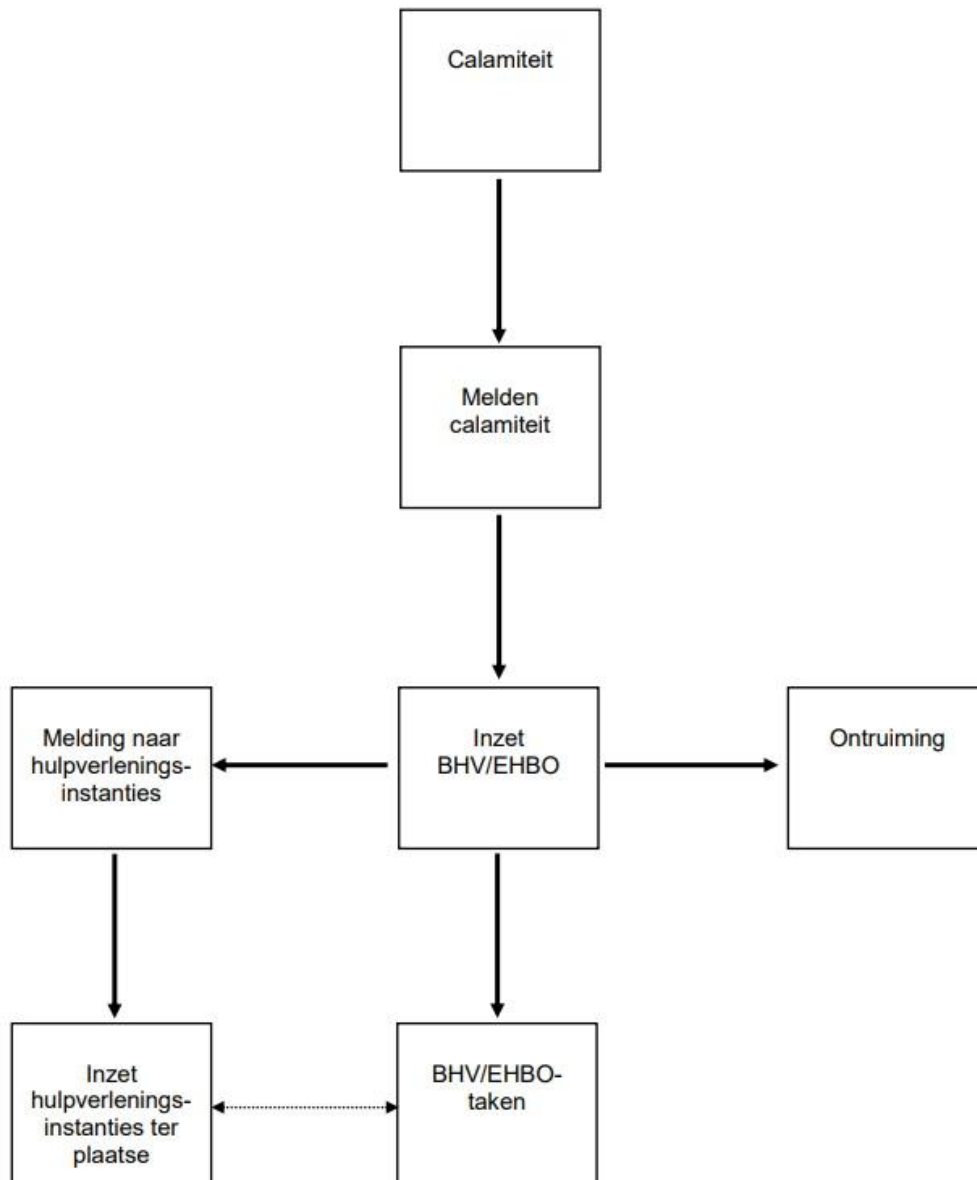 Calamiteit
Melden
calamiteit
Melding naar
hulpverlenings-
instanties
Inzet
BHV/EHBO
Ontruiming
Inzet
hulpverlenings-
instanties ter
plaatse
BHV/EHBO-
taken